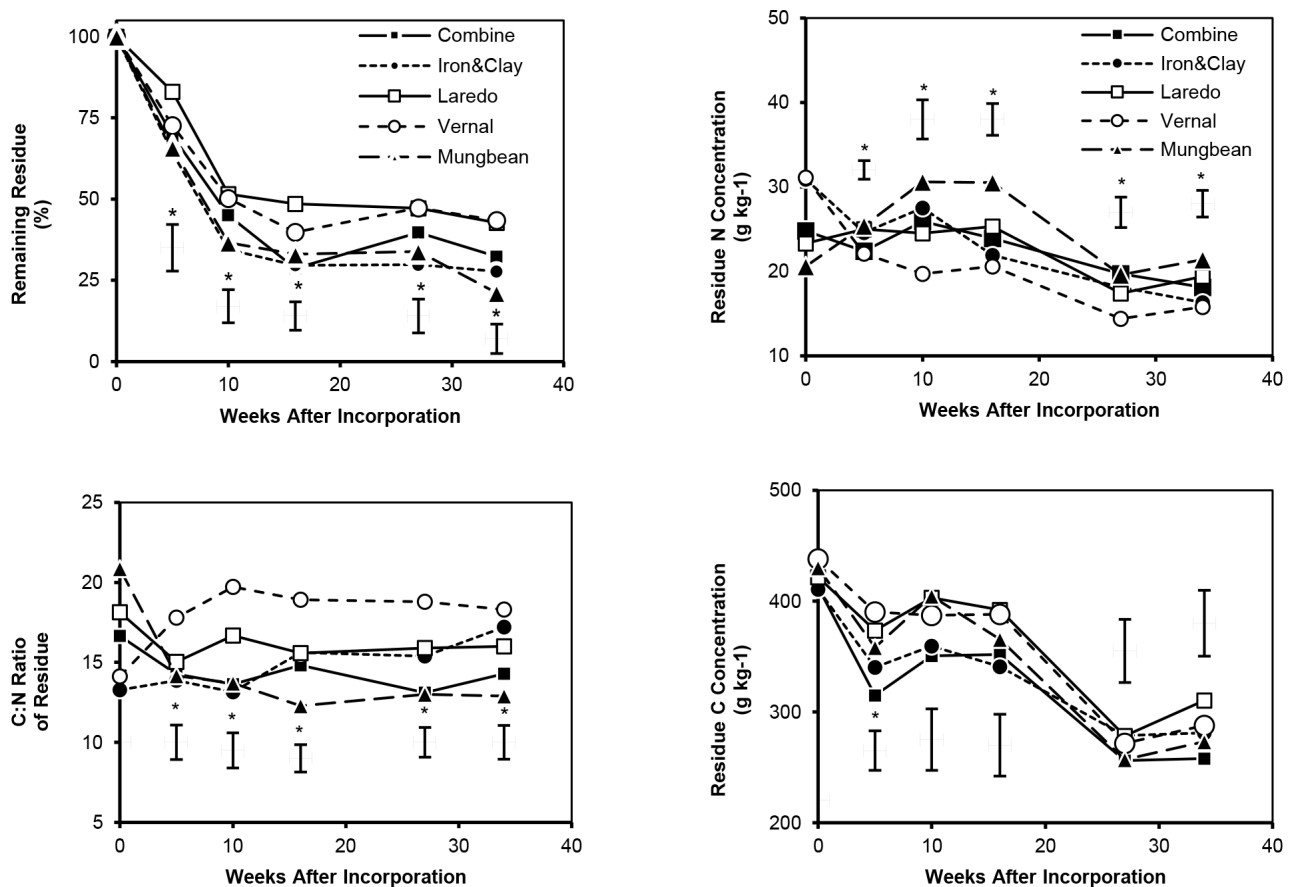 100
75
50
25
0
0 10 20 30 40
Remaining Residue
(%)
Weeks After Incorporation
Combine
Iron&Clay
Laredo
Vernal
Mungbean
*
*
*
*
*
50
40
30
20
10
0 10 20 30 40
Residue N Concentration
(g kg-1)
Weeks After Incorporation
Combine
Iron&Clay
Laredo
Vernal
Mungbean
*
*
*
*
*
25
20
15
10
5
0 10 20 30 40
C:N Ratio
of Residue
Weeks After Incorporation
*
*
*
*
*
500
400
300
200
0 10 20 30 40
Residue C Concentration
(g kg-1)
Weeks After Incorporation
*